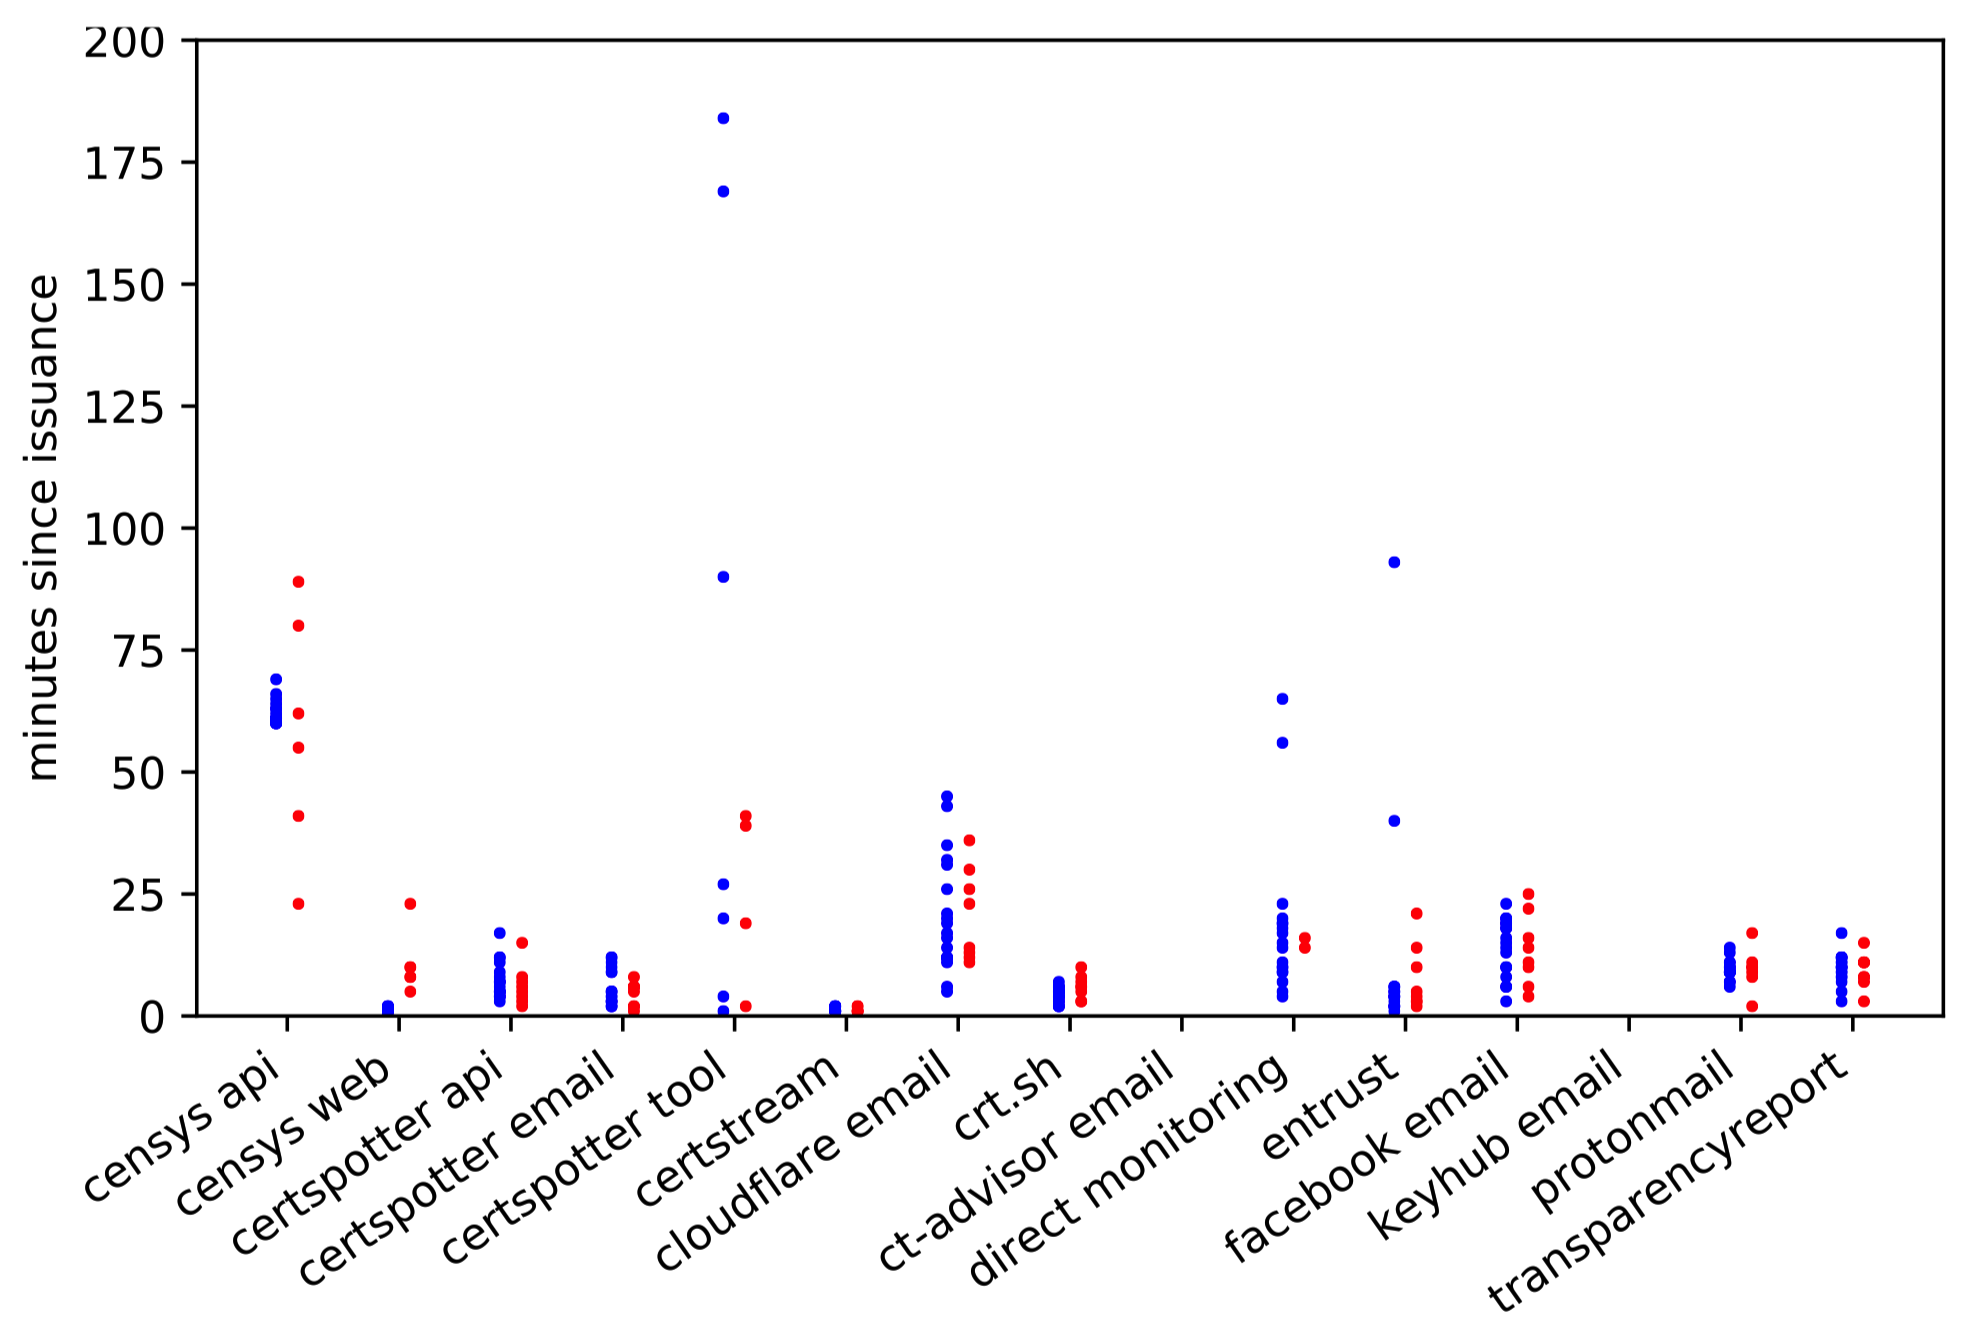 200
175
150
125
100
75
50
25
0
minutes since issuance
censys api
censys web
certspotter api
certspotter email
certspotter tool
certstream
cloudflare email
crt.sh
ct-advisor email
direct monitoring
entrust
facebook email
keyhub email
protonmail
transparencyreport